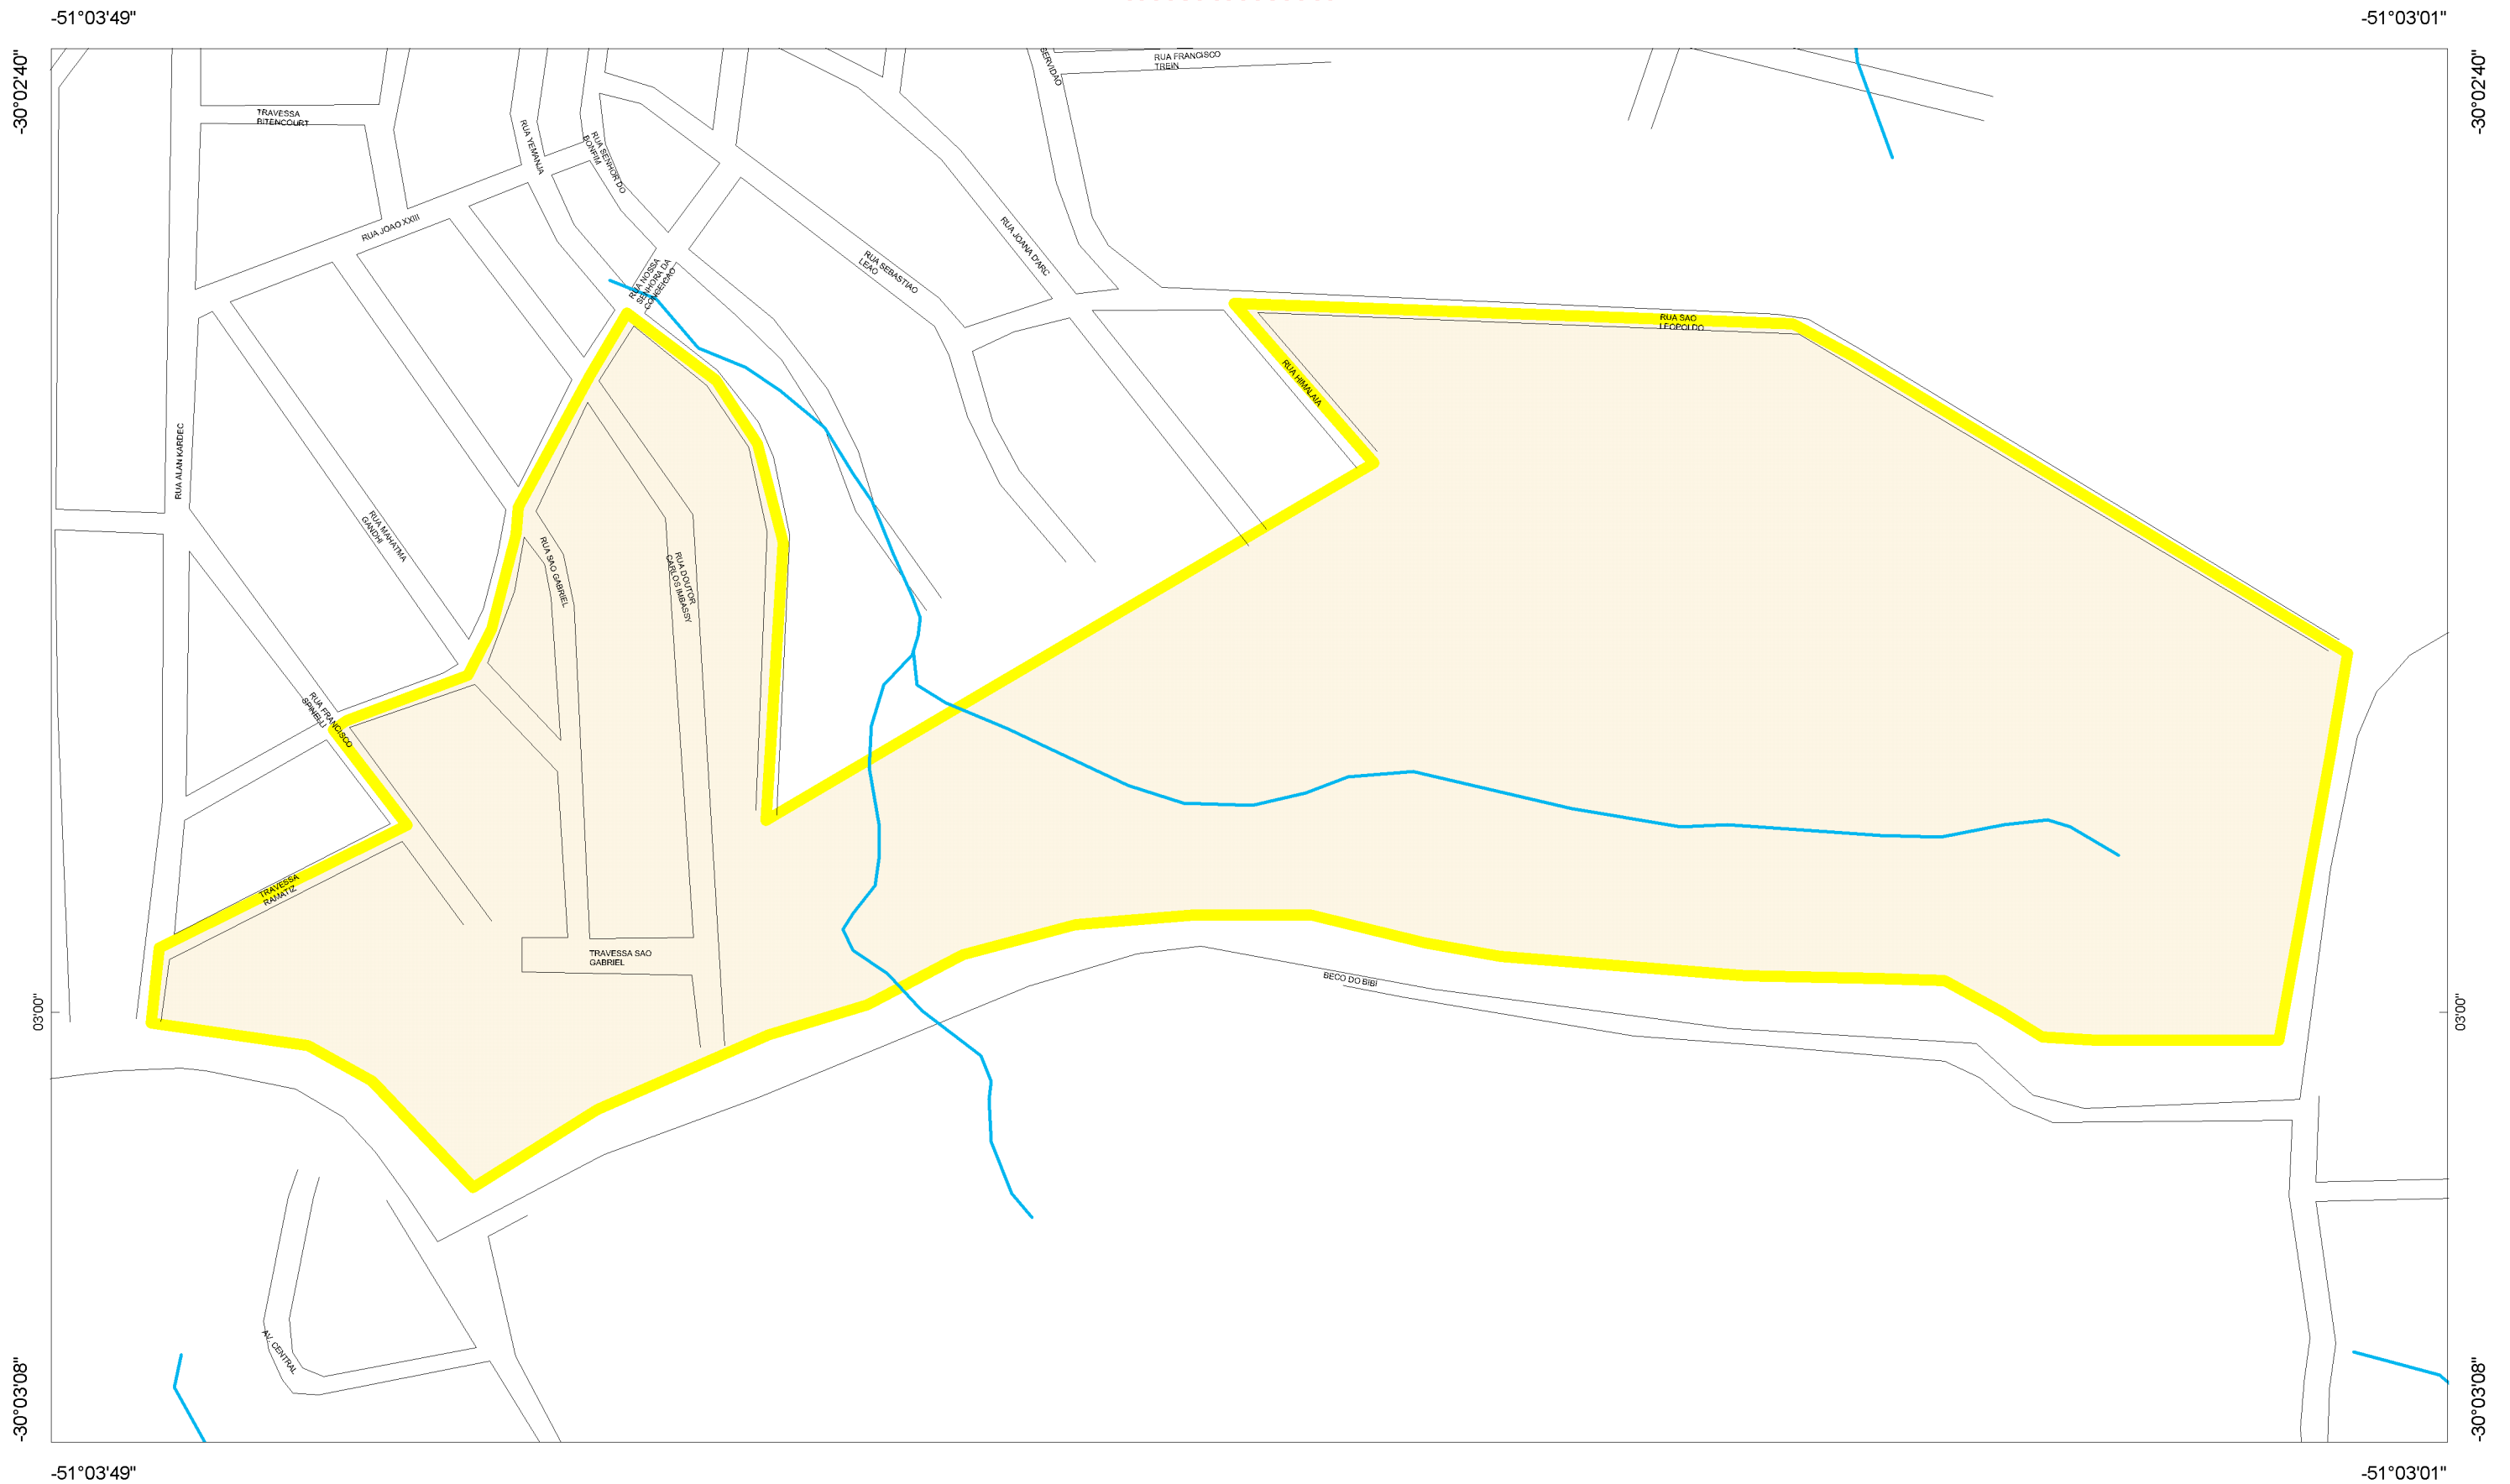 -51°03'49"
-51°03'01"
-30°02'40"
-30°02'40"
SERVIDAO
RUA FRANCISCO
TREIN
TRAVESSA
BITENCOURT
RUA YEMANJA
RUA SENHOR DO
BONFIM
RUA JOAO XXIII
RUA NOSSA
SENHORA DA
CONCEICAO
RUA SEBASTIAO
LEAO
RUA JOANA D'ARC
RUA SAO
LEOPOLDO
RUA HIMALAIA
RUA ALAN KARDEC
RUA MAHATMA
GANDHI
RUA SAO GABRIEL
RUA DOUTOR
CARLOS IMBASSY
RUA FRANCISCO
SPINELLI
TRAVESSA
RAMATIZ
TRAVESSA SAO
GABRIEL
BECO DO BIBI
03'00"
03'00"
AV. CENTRAL
-30°03'08"
-30°03'08"
-51°03'49"
-51°03'01"